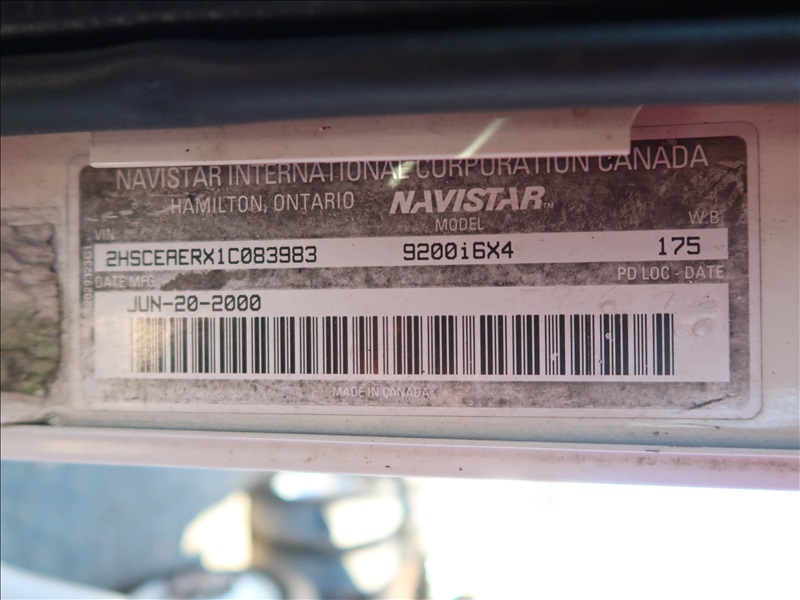 NAVISTAR INTERNATIONAL CORPORATION CANADA
HAMILTON, ONTARIO NAVISTAR™
VIN MODEL W.B.
2HSCEAERX1C083983 9200i6X4 175
DATE MFG PD LOC - DATE
JUN-20-2000
MADE IN CANADA